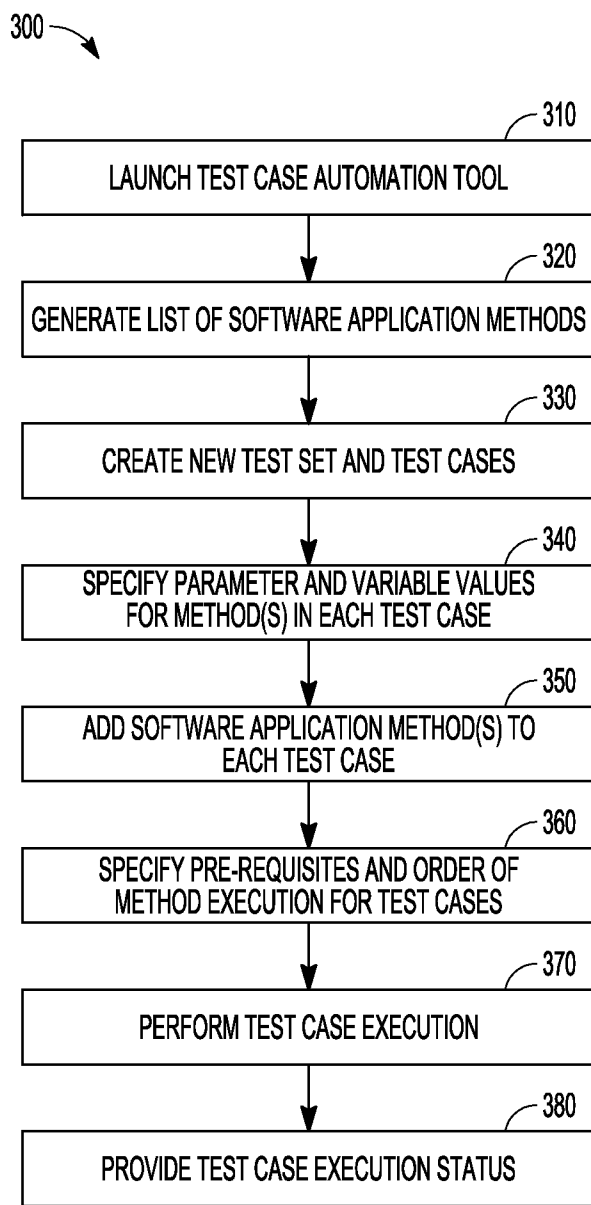 300
310
LAUNCH TEST CASE AUTOMATION TOOL
320
GENERATE LIST OF SOFTWARE APPLICATION METHODS
330
CREATE NEW TEST SET AND TEST CASES
340
SPECIFY PARAMETER AND VARIABLE VALUES
FOR METHOD(S) IN EACH TEST CASE
350
ADD SOFTWARE APPLICATION METHOD(S) TO
EACH TEST CASE
360
SPECIFY PRE-REQUISITES AND ORDER OF
METHOD EXECUTION FOR TEST CASES
370
PERFORM TEST CASE EXECUTION
380
PROVIDE TEST CASE EXECUTION STATUS